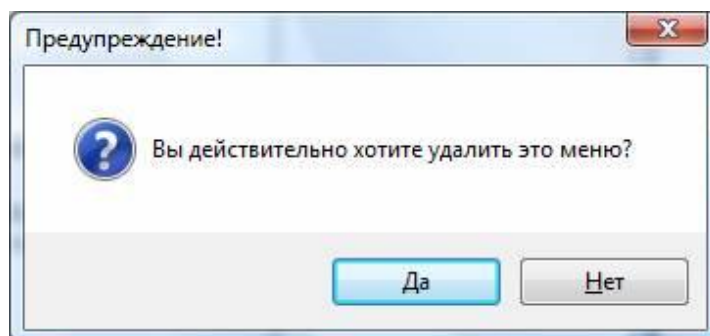 Предупреждение!
Вы действительно хотите удалить это меню?
Да
Нет